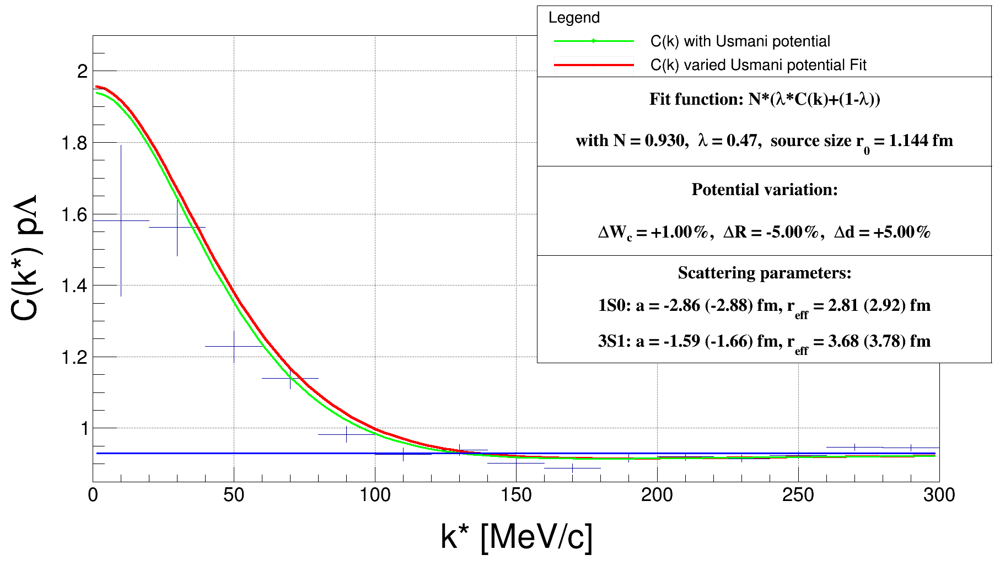 Legend
C(k) with Usmani potential
C(k) varied Usmani potential Fit
Fit function: N*(λ*C(k)+(1-λ))
with N = 0.930, λ = 0.47, source size r0 = 1.144 fm
Potential variation:
ΔWc = +1.00%, ΔR = -5.00%, Δd = +5.00%
Scattering parameters:
1S0: a = -2.86 (-2.88) fm, reff = 2.81 (2.92) fm
3S1: a = -1.59 (-1.66) fm, reff = 3.68 (3.78) fm
C(k*) pΛ
2
1.8
1.6
1.4
1.2
1
0 50 100 150 200 250 300
k* [MeV/c]